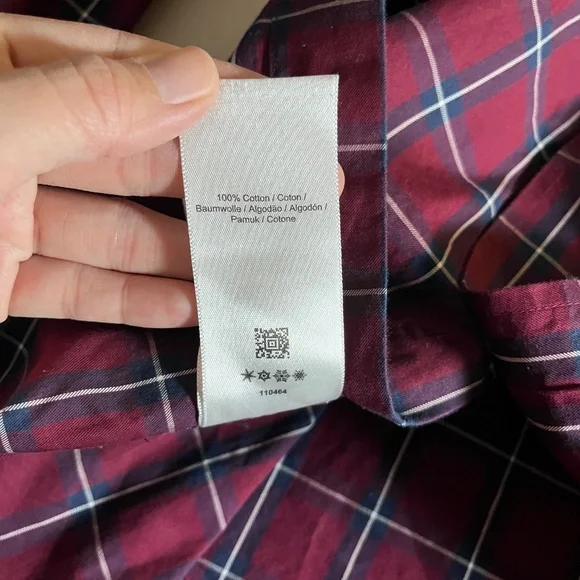 100% Cotton / Coton /
Baumwolle / Algodão / Algodón /
Pamuk / Cotone
110464